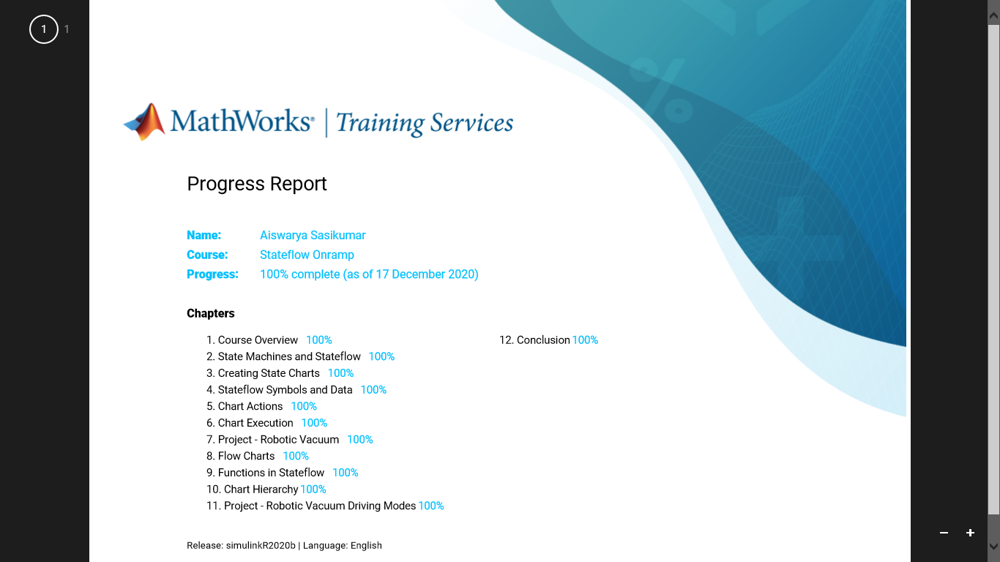 1 1
MathWorks® | Training Services
Progress Report
Name: Aiswarya Sasikumar
Course: Stateflow Onramp
Progress: 100% complete (as of 17 December 2020)
Chapters
1. Course Overview 100%
2. State Machines and Stateflow 100%
3. Creating State Charts 100%
4. Stateflow Symbols and Data 100%
5. Chart Actions 100%
6. Chart Execution 100%
7. Project - Robotic Vacuum 100%
8. Flow Charts 100%
9. Functions in Stateflow 100%
10. Chart Hierarchy 100%
11. Project - Robotic Vacuum Driving Modes 100%
12. Conclusion 100%
Release: simulinkR2020b | Language: English